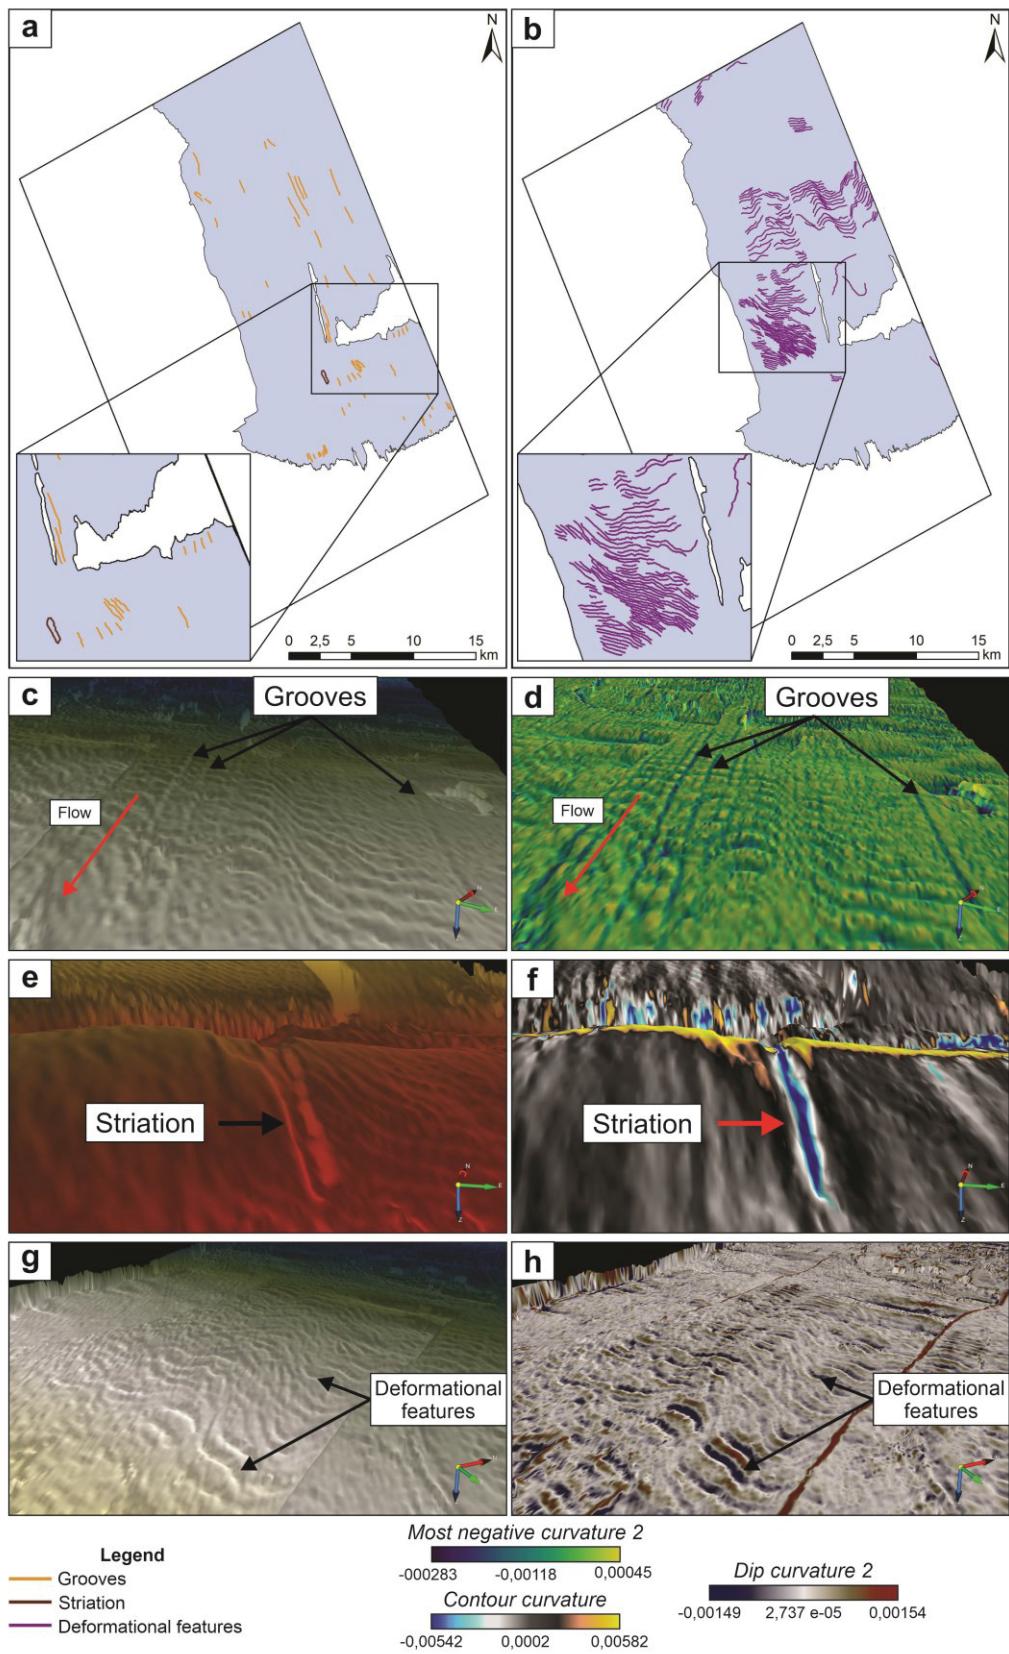 a
N
0 2,5 5 10 15
km
b
N
0 2,5 5 10 15
km
c
Grooves
Flow
N
E
Z
d
Grooves
Flow
N
E
e
Striation
N
E
Z
f
Striation
N
E
Z
g
Deformational
features
h
Deformational
features
Legend
Grooves
Striation
Deformational features
Most negative curvature 2
-000283 -0,00118 0,00045
Contour curvature
-0,00542 0,0002 0,00582
Dip curvature 2
-0,00149 2,737 e-05 0,00154